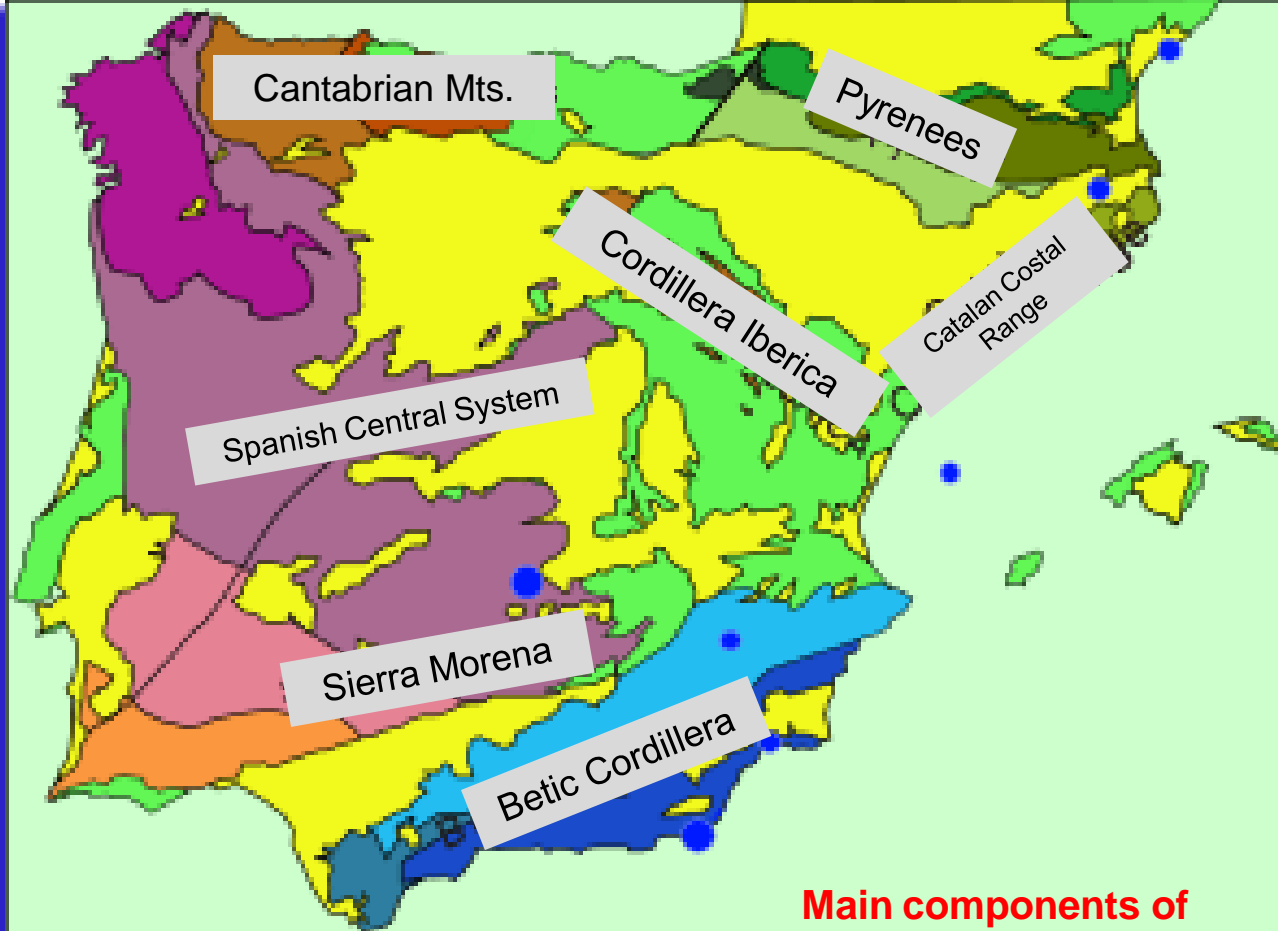 Cantabrian Mts.
Pyrenees
Cordillera Iberica
Catalan Costal
Range
Spanish Central System
Sierra Morena
Betic Cordillera
Main components of